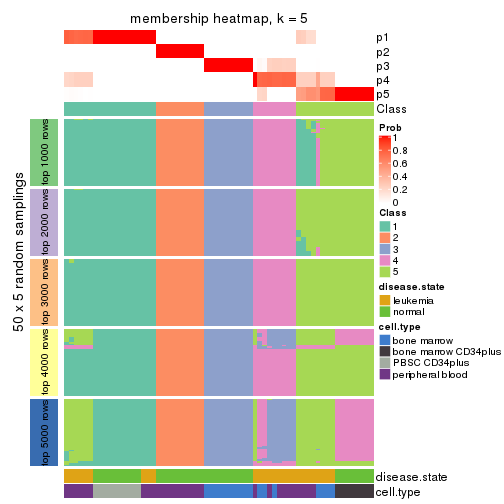 membership heatmap, k = 5
p1
p2
p3
p4
p5
Class
50 x 5 random samplings
top 1000 rows
top 2000 rows
top 3000 rows
top 4000 rows
top 5000 rows
Prob
1
0.8
0.6
0.4
0.2
0
Class
1
2
3
4
5
disease.state
leukemia
normal
cell.type
bone marrow
bone marrow CD34plus
PBSC CD34plus
peripheral blood
disease.state
cell.type